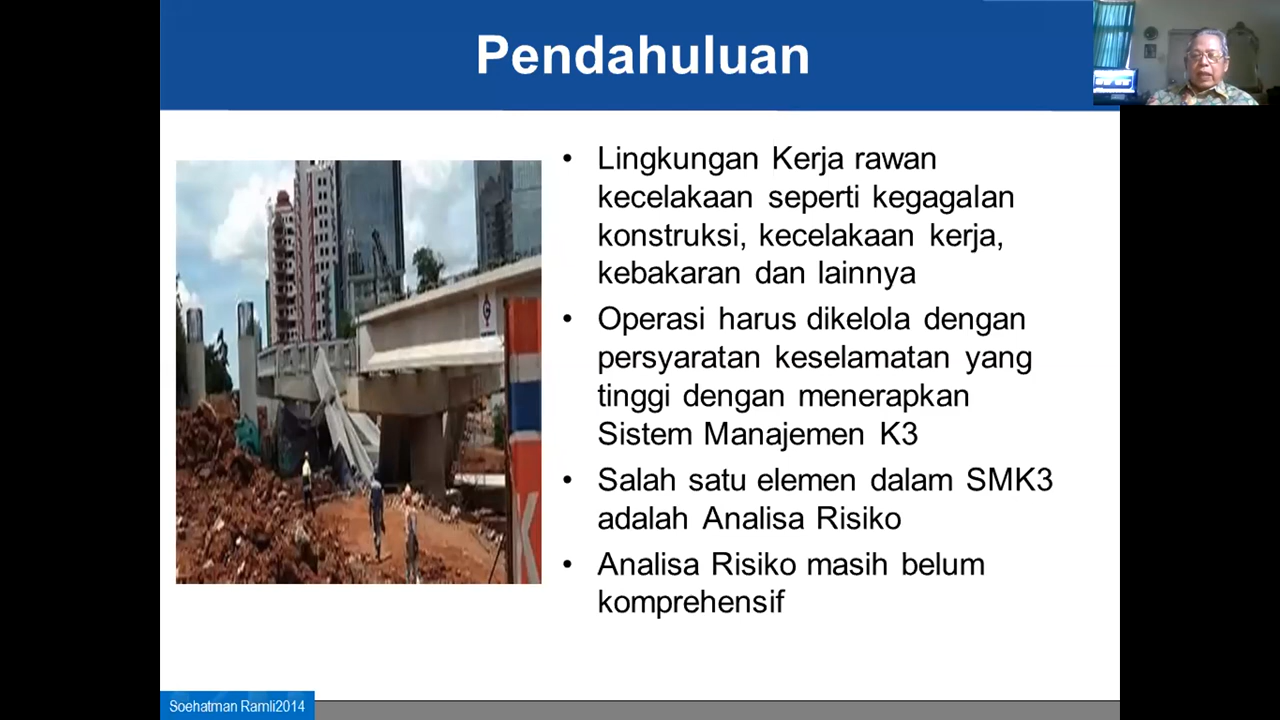 Pendahuluan
• Lingkungan Kerja rawan
kecelakaan seperti kegagalan
konstruksi, kecelakaan kerja,
kebakaran dan lainnya
• Operasi harus dikelola dengan
persyaratan keselamatan yang
tinggi dengan menerapkan
Sistem Manajemen K3
• Salah satu elemen dalam SMK3
adalah Analisa Risiko
• Analisa Risiko masih belum
komprehensif
K
Soehatman Ramli2014